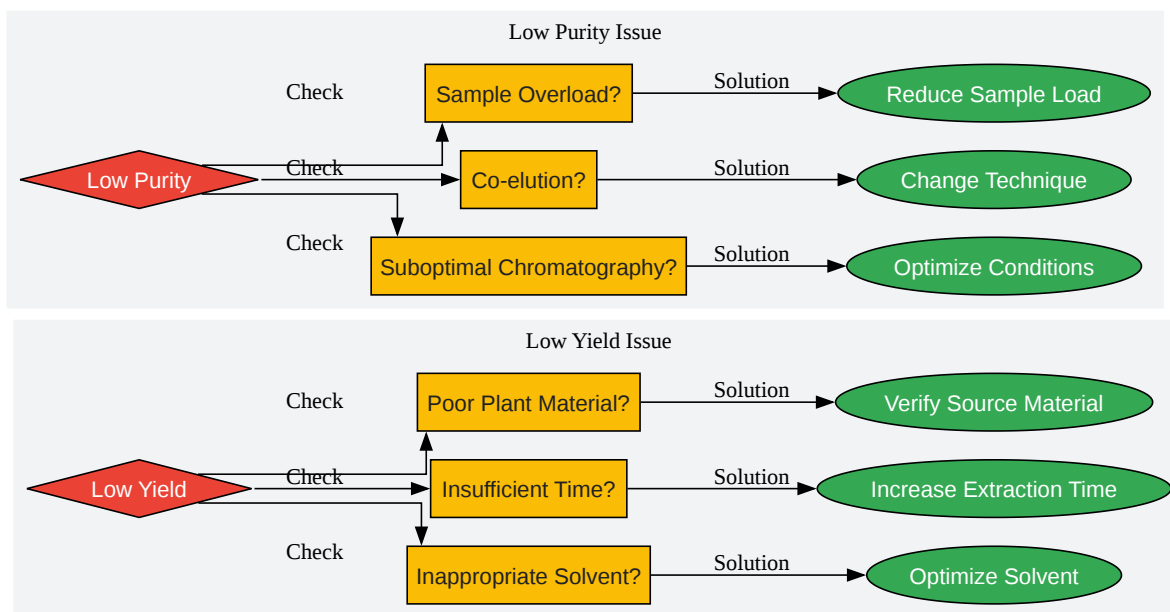 Low Purity Issue
Check
Sample Overload?
Solution
Reduce Sample Load
Low Purity
Check
Co-elution?
Solution
Change Technique
Check
Suboptimal Chromatography?
Solution
Optimize Conditions
Low Yield Issue
Check
Poor Plant Material?
Solution
Verify Source Material
Low Yield
Check
Insufficient Time?
Solution
Increase Extraction Time
Check
Inappropriate Solvent?
Solution
Optimize Solvent